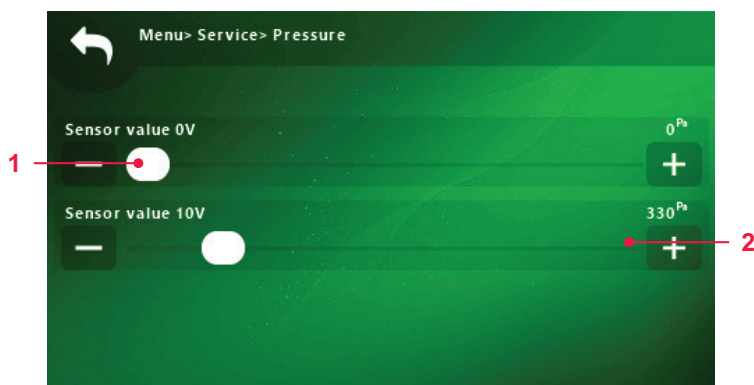 Menu> Service> Pressure
Sensor value 0V
0Pa
1
Sensor value 10V
330Pa
2